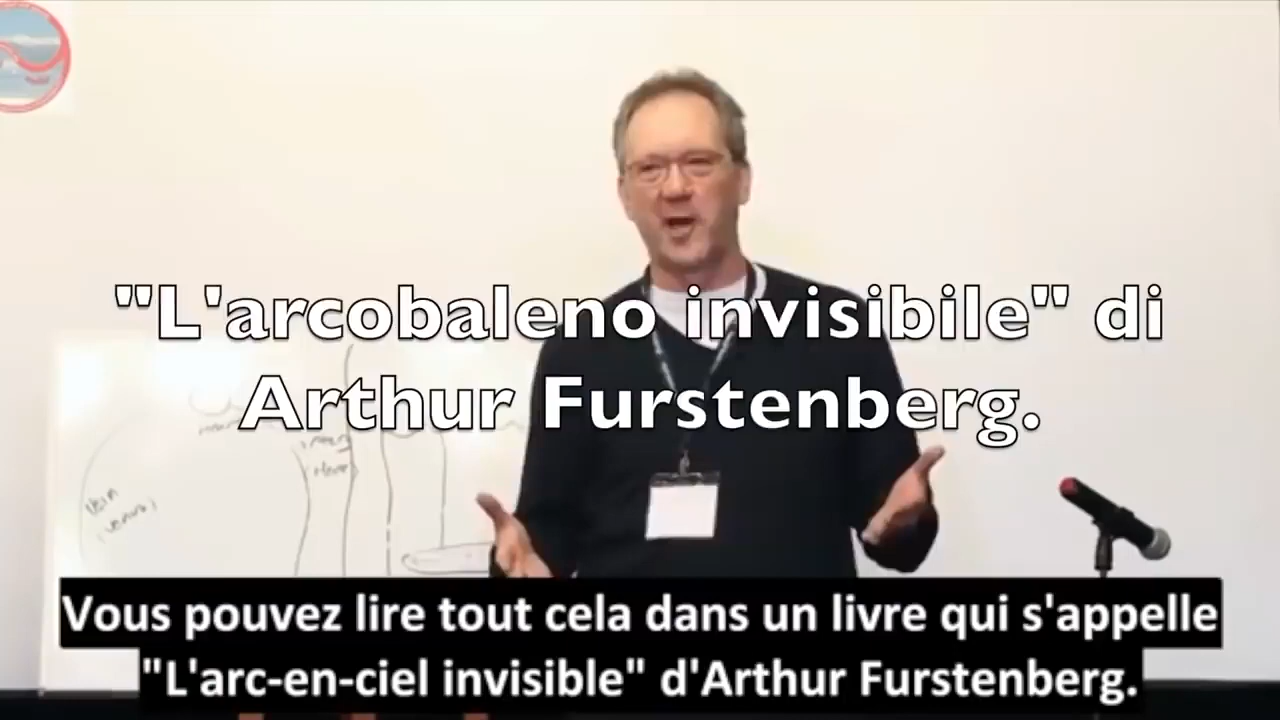 "L'arcobaleno invisibile" di
Arthur Furstenberg.
Vous pouvez lire tout cela dans un livre qui s'appelle
"L'arc-en-ciel invisible" d'Arthur Furstenberg.